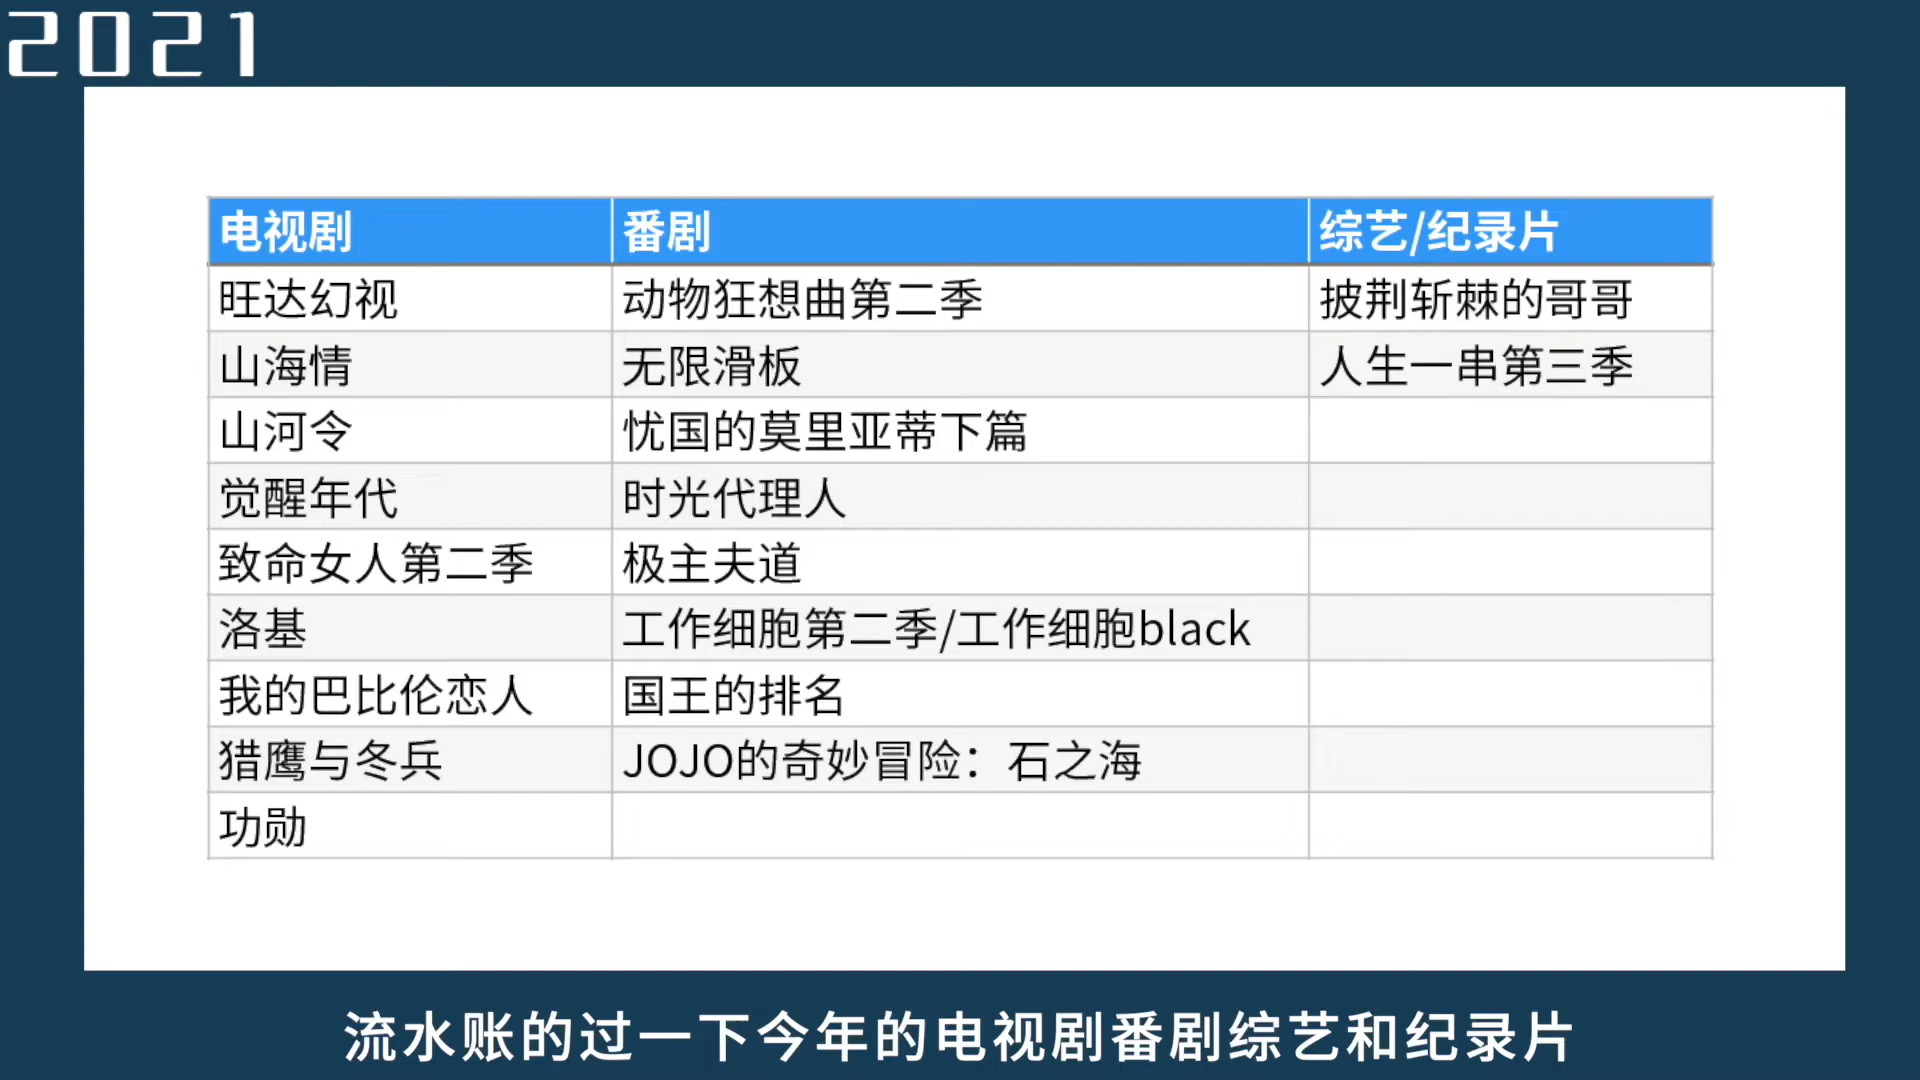 2021
电视剧 番剧 综艺/纪录片
旺达幻视 动物狂想曲第二季 披荆斩棘的哥哥
山海情 无限滑板 人生一串第三季
山河令 忧国的莫里亚蒂下篇
觉醒年代 时光代理人
致命女人第二季 极主夫道
洛基 工作细胞第二季/工作细胞black
我的巴比伦恋人 国王的排名
猎鹰与冬兵 JOJO的奇妙冒险：石之海
功勋
流水账的过一下今年的电视剧番剧综艺和纪录片